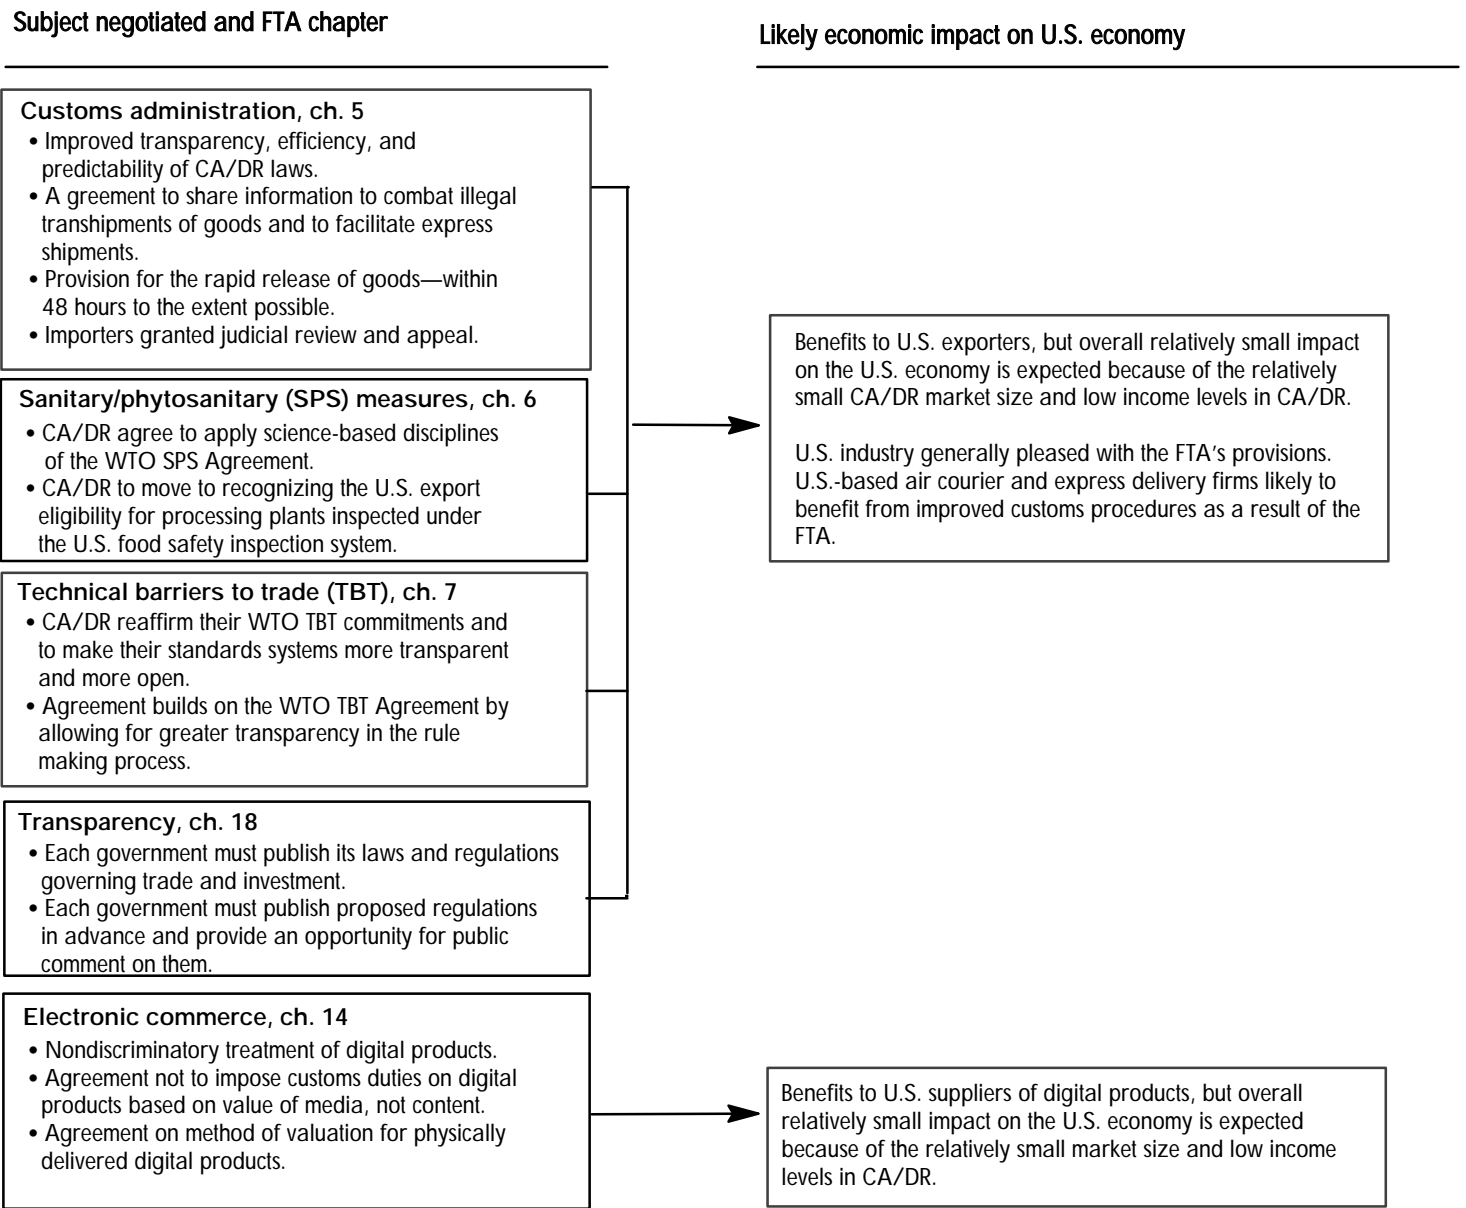 Subject negotiated and FTA chapter
Likely economic impact on U.S. economy
Customs administration, ch. 5
• Improved transparency, efficiency, and
predictability of CA/DR laws.
• A greement to share information to combat illegal
transhipments of goods and to facilitate express
shipments.
• Provision for the rapid release of goods—within
48 hours to the extent possible.
• Importers granted judicial review and appeal.
Sanitary/phytosanitary (SPS) measures, ch. 6
• CA/DR agree to apply science-based disciplines
of the WTO SPS Agreement.
• CA/DR to move to recognizing the U.S. export
eligibility for processing plants inspected under
the U.S. food safety inspection system.
Technical barriers to trade (TBT), ch. 7
• CA/DR reaffirm their WTO TBT commitments and
to make their standards systems more transparent
and more open.
• Agreement builds on the WTO TBT Agreement by
allowing for greater transparency in the rule
making process.
Transparency, ch. 18
• Each government must publish its laws and regulations
governing trade and investment.
• Each government must publish proposed regulations
in advance and provide an opportunity for public
comment on them.
Benefits to U.S. exporters, but overall relatively small impact
on the U.S. economy is expected because of the relatively
small CA/DR market size and low income levels in CA/DR.
U.S. industry generally pleased with the FTA's provisions.
U.S.-based air courier and express delivery firms likely to
benefit from improved customs procedures as a result of the
FTA.
Electronic commerce, ch. 14
• Nondiscriminatory treatment of digital products.
• Agreement not to impose customs duties on digital
products based on value of media, not content.
• Agreement on method of valuation for physically
delivered digital products.
Benefits to U.S. suppliers of digital products, but overall
relatively small impact on the U.S. economy is expected
because of the relatively small market size and low income
levels in CA/DR.